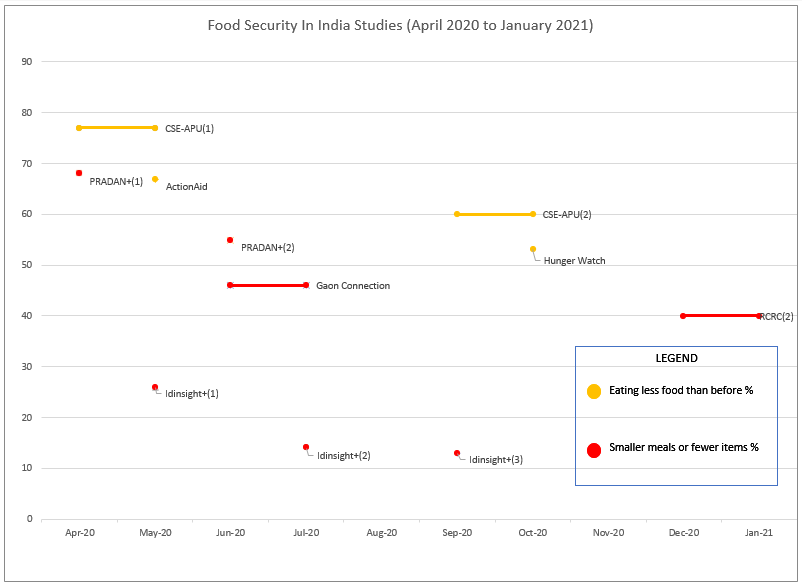 Food Security In India Studies (April 2020 to January 2021)
90
80
CSE-APU(1)
70
PRADAN+(1)
ActionAid
60
CSE-APU(2)
PRADAN+(2)
Hunger Watch
50
Gaon Connection
40
RCRC(2)
LEGEND
30
Eating less food than before %
Idinsight+(1)
20
Smaller meals or fewer items %
Idinsight+(2)
Idinsight+(3)
10
0
Apr-20 May-20 Jun-20 Jul-20 Aug-20 Sep-20 Oct-20 Nov-20 Dec-20 Jan-21